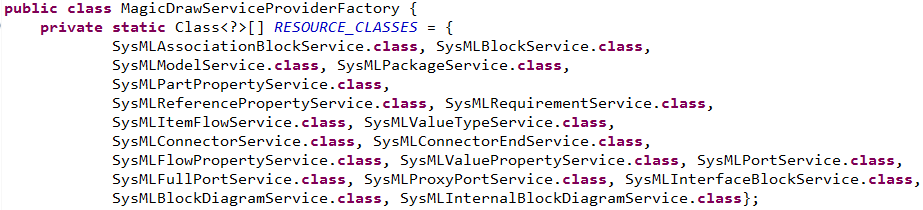 public class MagicDrawServiceProviderFactory {
private static Class<?>[] RESOURCE_CLASSES = {
SysMLAssociationBlockService.class, SysMLBlockService.class,
SysMLModelService.class, SysMLPackageService.class,
SysMLPartPropertyService.class,
SysMLReferencePropertyService.class, SysMLRequirementService.class,
SysMLItemFlowService.class, SysMLValueTypeService.class,
SysMLConnectorService.class, SysMLConnectorEndService.class,
SysMLFlowPropertyService.class, SysMLValuePropertyService.class, SysMLPortService.class,
SysMLFullPortService.class, SysMLProxyPortService.class, SysMLInterfaceBlockService.class,
SysMLBlockDiagramService.class, SysMLInternalBlockDiagramService.class};